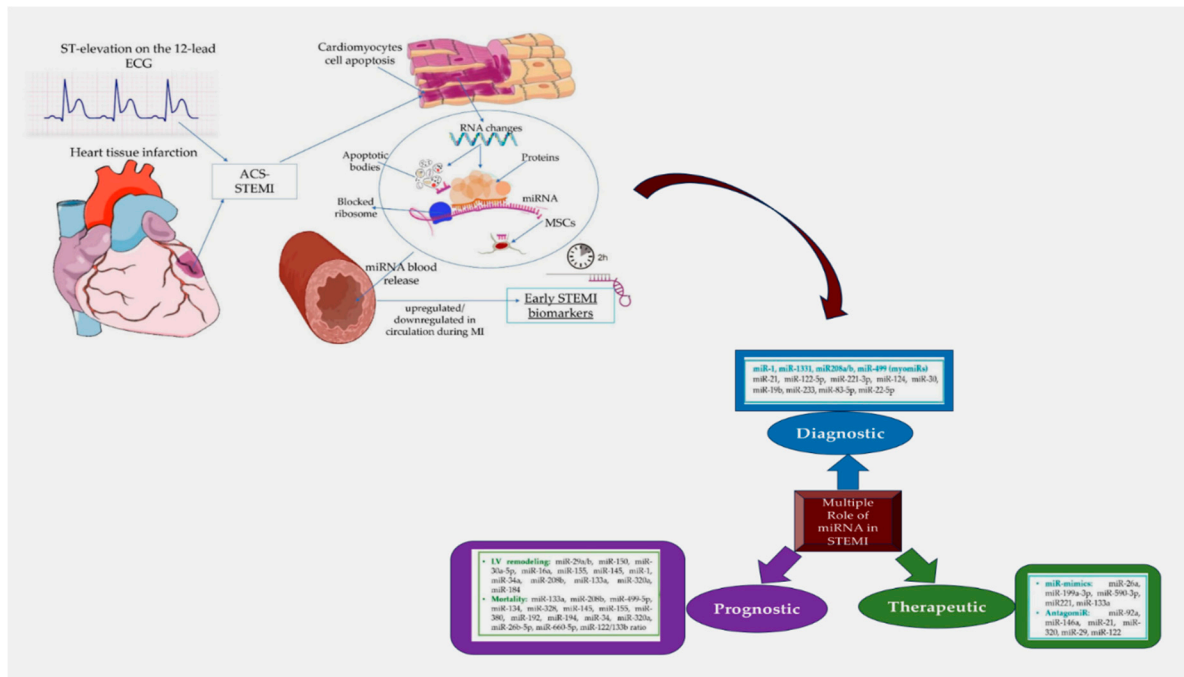 ST-elevation on the 12-lead
ECG
Heart tissue infarction
ACS-
STEMI
Cardiomyocytes
cell apoptosis
RNA changes
Apoptotic
bodies
Proteins
miRNA
Blocked
ribosome
MSCs
2h
miRNA blood
release
upregulated/
downregulated in
circulation during MI
Early STEMI
biomarkers
miR-1, miR-1331, miR208a/b, miR-499 (myomiRs)
miR-21, miR-122-5p, miR-221-3p, miR-124, miR-30,
miR-19b, miR-233, miR-83-5p, miR-22-5p
Diagnostic
Multiple
Role of
miRNA in
STEMI
• LV remodeling: miR-29a/b, miR-150, miR-
30a-5p, miR-16a, miR-155, miR-145, miR-1,
miR-34a, miR-208b, miR-133a, miR-320a,
miR-184
• Mortality: miR-133a, miR-208b, miR-499-5p,
miR-134, miR-328, miR-145, miR-155, miR-
380, miR-192, miR-194, miR-34, miR-320a,
miR-26b-5p, miR-660-5p, miR-122/133b ratio
Prognostic
Therapeutic
• miR-mimics: miR-26a,
miR-199a-3p, miR-590-3p,
miR221, miR-133a
• AntagomiR: miR-92a,
miR-146a, miR-21, miR-
320, miR-29, miR-122